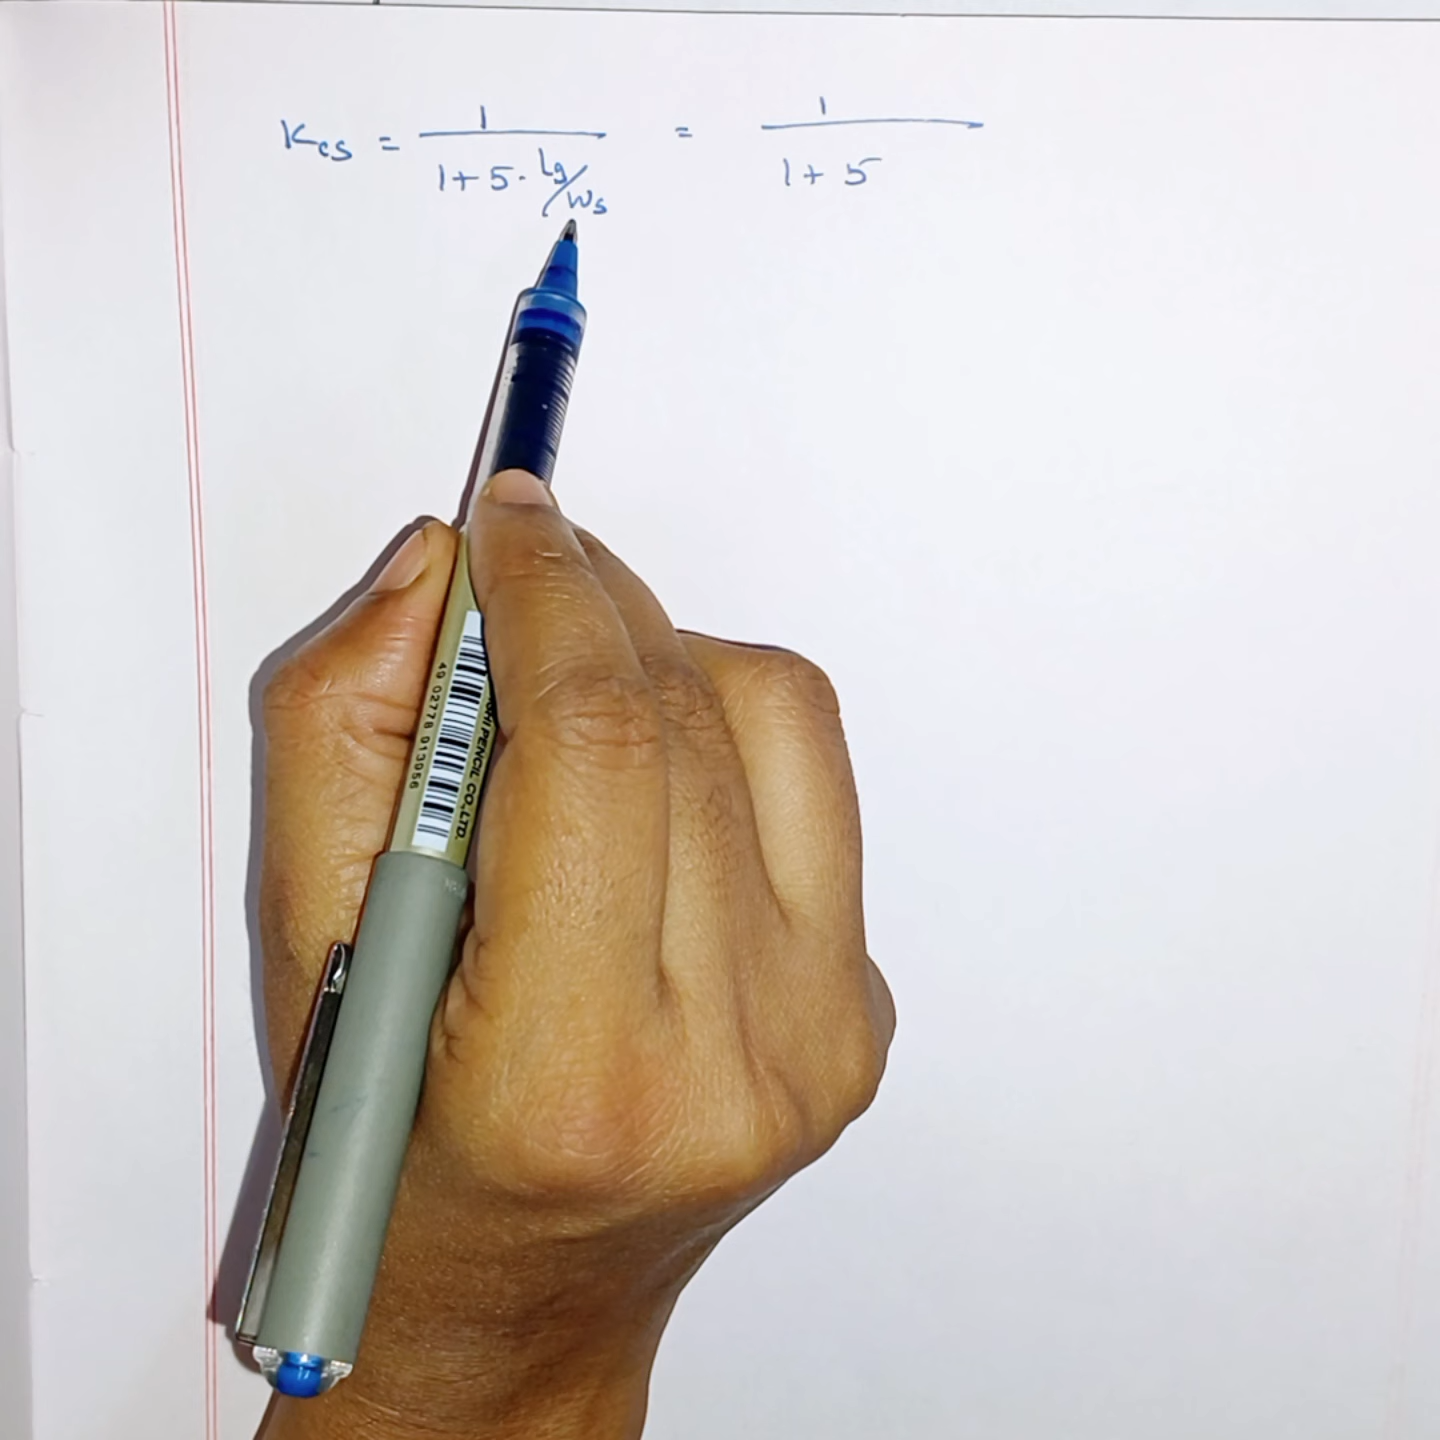 Kcs = 1 / (1 + 5 · Lg/Ws) = 1 / (1 + 5
49 02778 913956
PENCIL CO.,LTD.